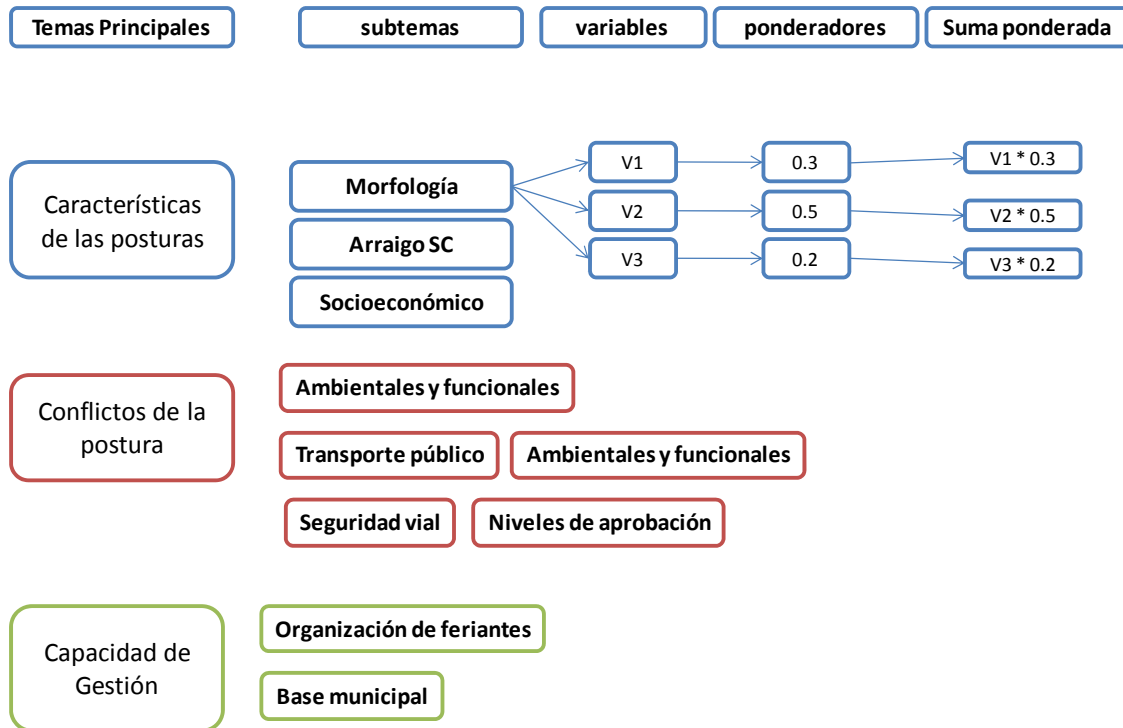 Temas Principales
subtemas
variables
ponderadores
Suma ponderada
Característícas
de las posturas
Morfología
Arraigo SC
Socioeconómico
V1
0.3
V1 * 0.3
V2
0.5
V2 * 0.5
V3
0.2
V3 * 0.2
Conflictos de la
postura
Ambientales y funcionales
Transporte público
Ambientales y funcionales
Seguridad vial
Niveles de aprobación
Capacidad de
Gestión
Organización de feriantes
Base municipal